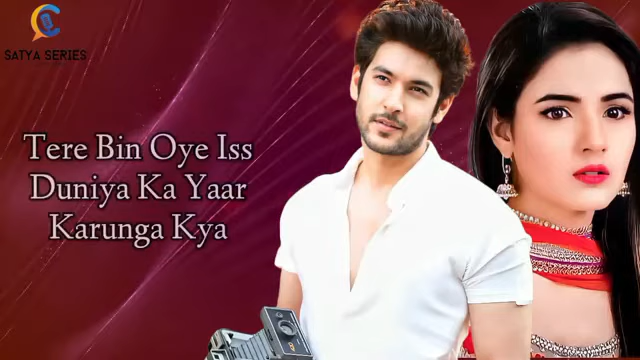 SATYA SERIES
Tere Bin Oye Iss
Duniya Ka Yaar
Karunga Kya